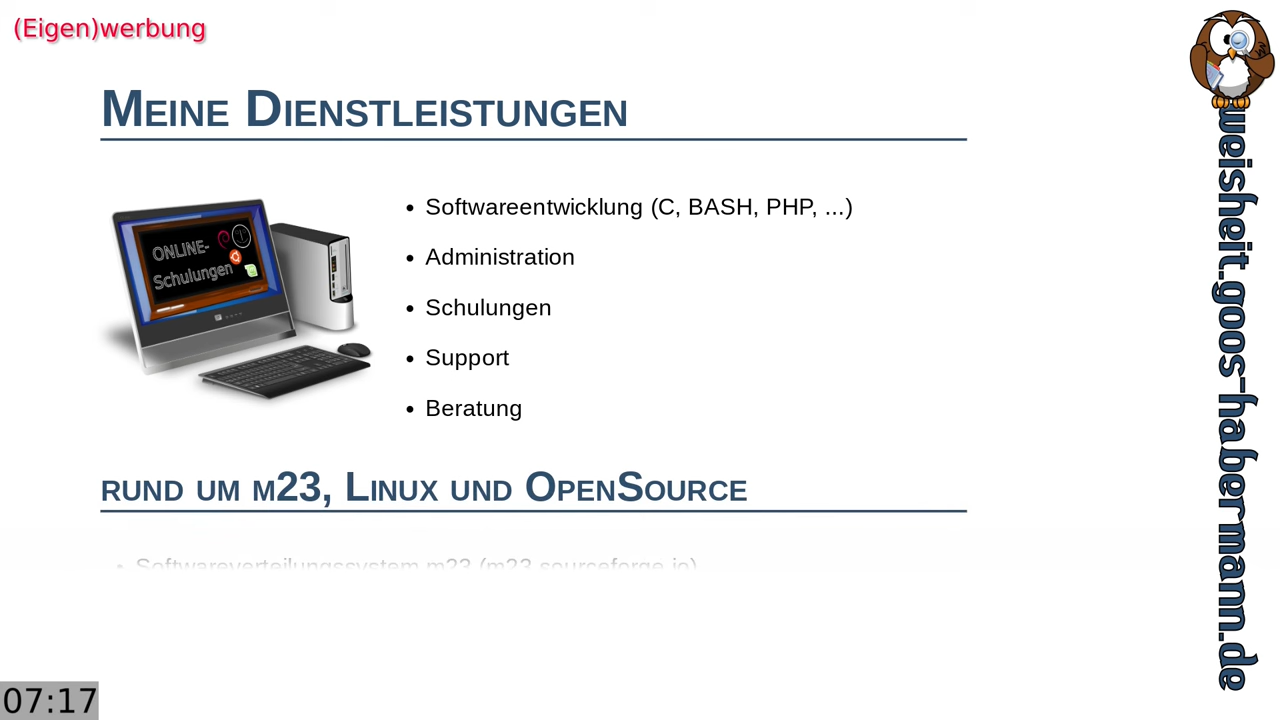 (Eigen)werbung
Meine Dienstleistungen
ONLINE-
Schulungen
• Softwareentwicklung (C, BASH, PHP, ...)
• Administration
• Schulungen
• Support
• Beratung
rund um m23, Linux und OpenSource
• Softwareverteilungssystem m23 (m23.sourceforge.io)
07:17
weisheit.goos-habermann.de